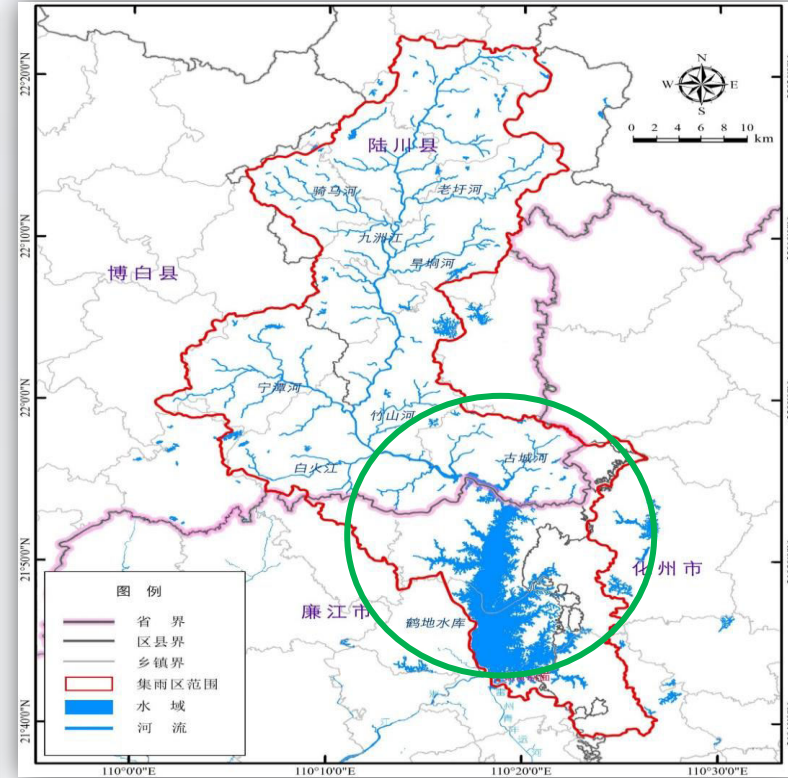 22°20'0"N
22°10'0"N
22°0'0"N
21°50'0"N
21°40'0"N
N
W
E
S
0 2 4 6 8 10
km
陆川县
骑马河
老圩河
九洲江
旱垌河
博白县
宁潭河
竹山河
白火江
古城河
化州市
廉江市
鹤地水库
图 例
省 界
区县界
乡镇界
集雨区范围
水 域
河 流
江
110°0'0"E
110°10'0"E
110°20'0"E
110°30'0"E